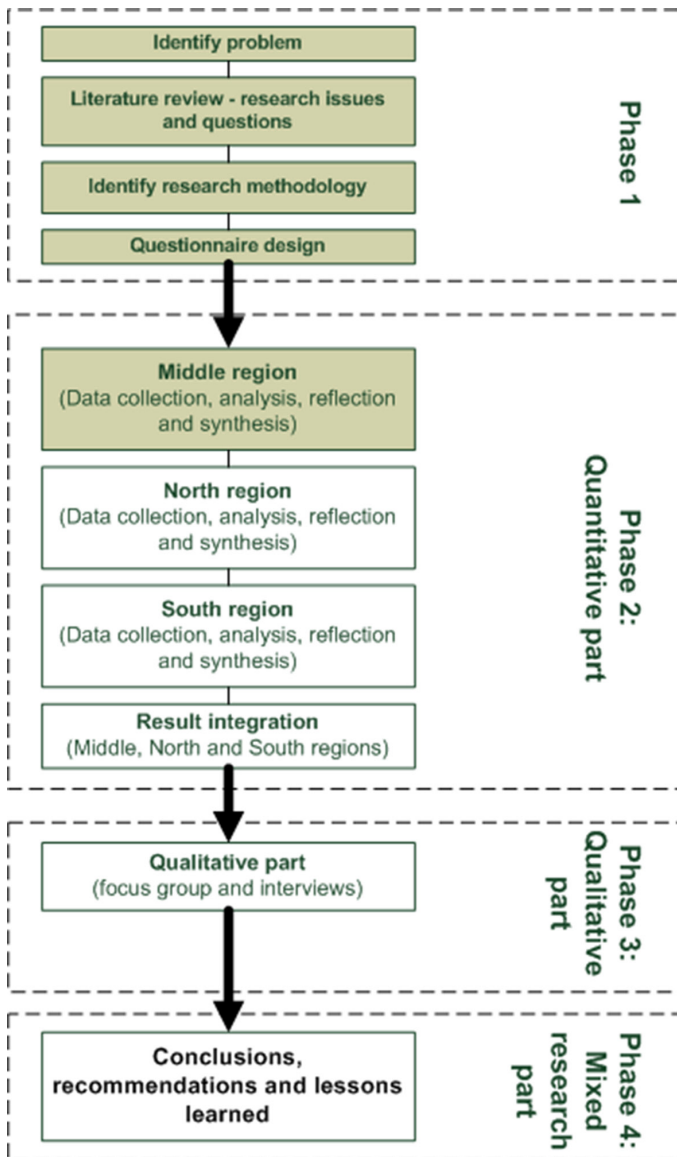 Identify problem
Literature review - research issues
and questions
Identify research methodology
Questionnaire design
Phase 1
Middle region
(Data collection, analysis, reflection
and synthesis)
North region
(Data collection, analysis, reflection
and synthesis)
South region
(Data collection, analysis, reflection
and synthesis)
Result integration
(Middle, North and South regions)
Phase 2:
Quantitative part
Qualitative part
(focus group and interviews)
Phase 3:
Qualitative
part
Conclusions,
recommendations and lessons
learned
Phase 4:
Mixed
research
part